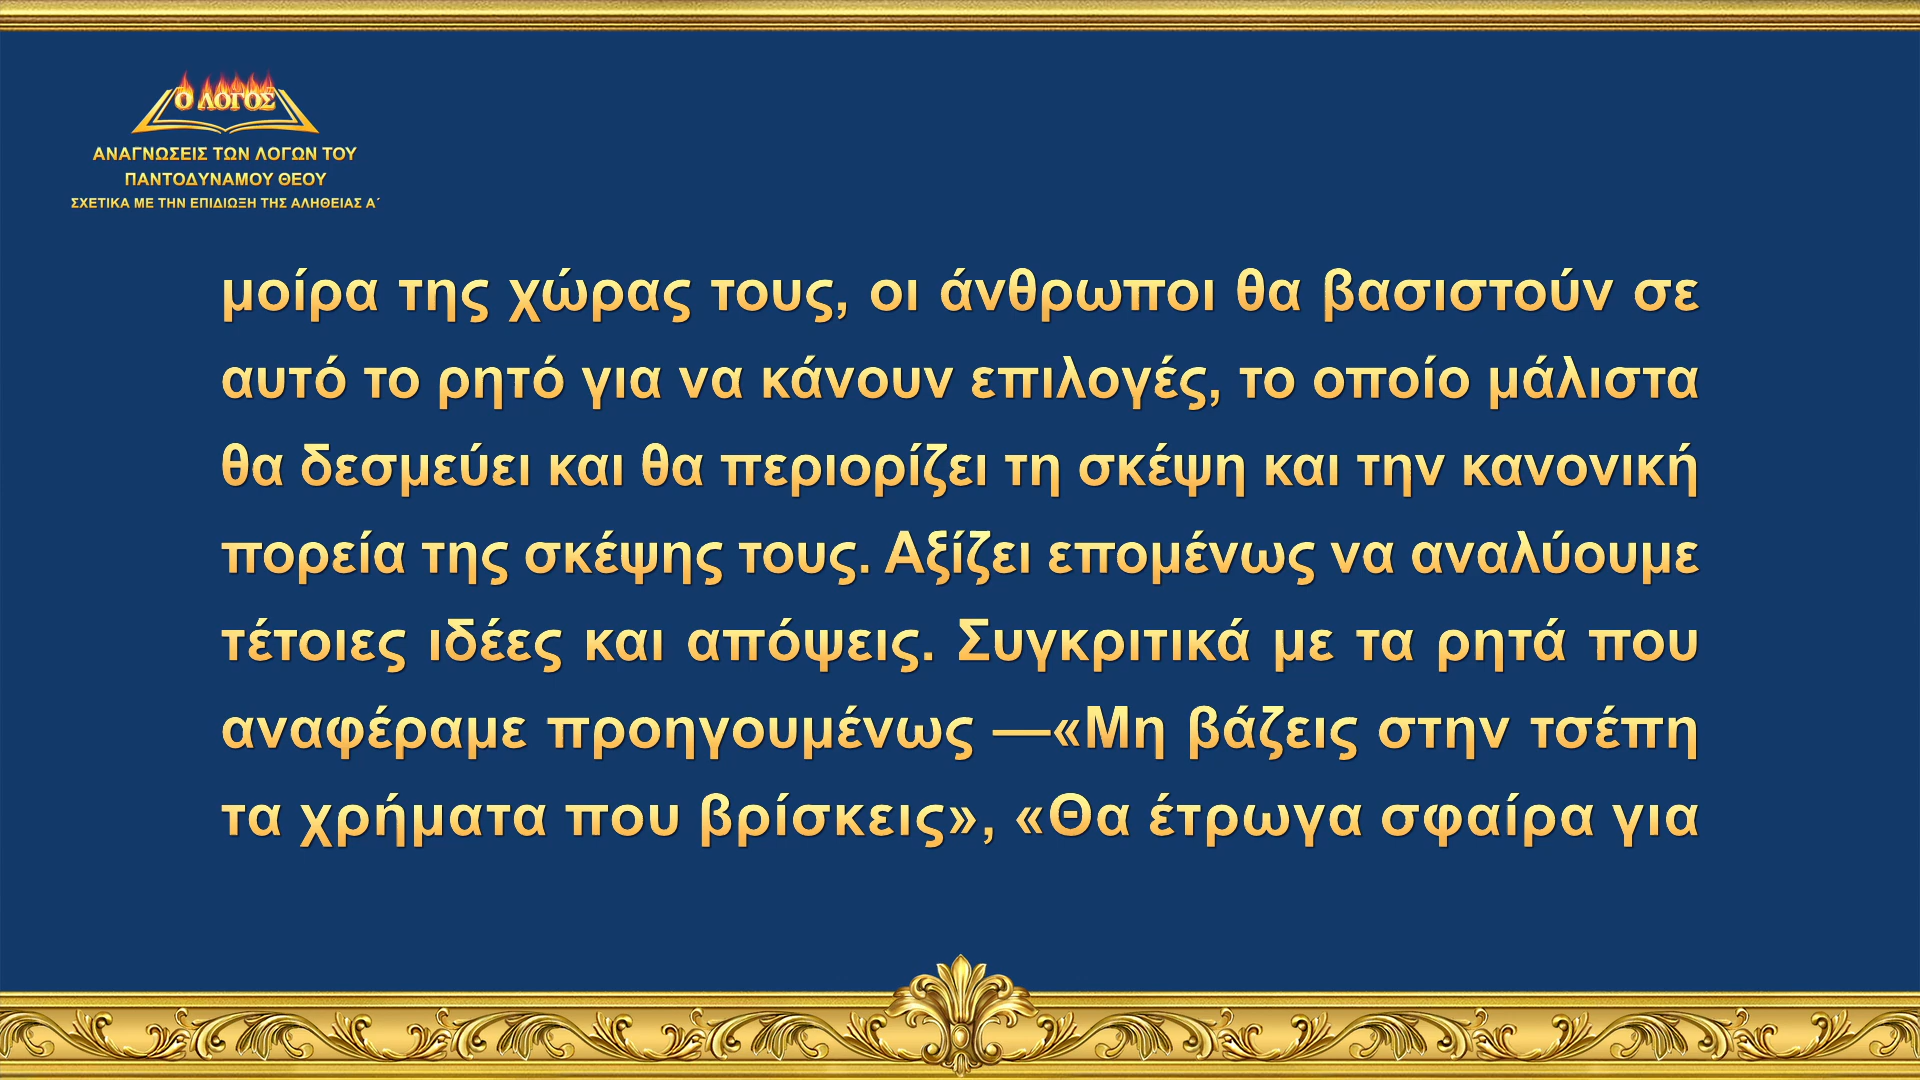 Ο ΛΟΓΟΣ
ΑΝΑΓΝΩΣΕΙΣ ΤΩΝ ΛΟΓΩΝ ΤΟΥ
ΠΑΝΤΟΔΥΝΑΜΟΥ ΘΕΟΥ
ΣΧΕΤΙΚΑ ΜΕ ΤΗΝ ΕΠΙΔΙΩΞΗ ΤΗΣ ΑΛΗΘΕΙΑΣ Α΄
μοίρα της χώρας τους, οι άνθρωποι θα βασιστούν σε
αυτό το ρητό για να κάνουν επιλογές, το οποίο μάλιστα
θα δεσμεύει και θα περιορίζει τη σκέψη και την κανονική
πορεία της σκέψης τους. Αξίζει επομένως να αναλύουμε
τέτοιες ιδέες και απόψεις. Συγκριτικά με τα ρητά που
αναφέραμε προηγουμένως —«Μη βάζεις στην τσέπη
τα χρήματα που βρίσκεις», «Θα έτρωγα σφαίρα για